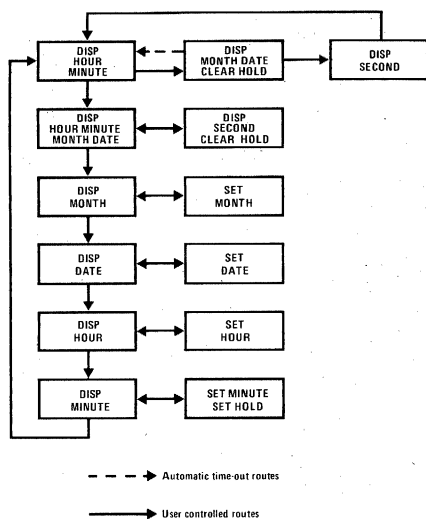 DISP
HOUR
MINUTE
DISP
MONTH DATE
CLEAR HOLD
DISP
SECOND
DISP
HOUR MINUTE
MONTH DATE
DISP
SECOND
CLEAR HOLD
DISP
MONTH
SET
MONTH
DISP
DATE
SET
DATE
DISP
HOUR
SET
HOUR
DISP
MINUTE
SET MINUTE
SET HOLD
Automatic time-out routes
User controlled routes